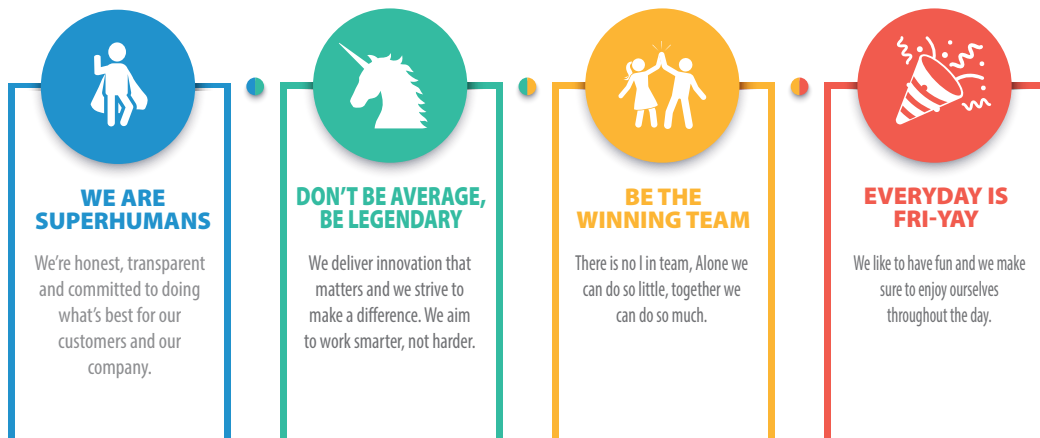 WE ARE
SUPERHUMANS
We're honest, transparent
and committed to doing
what's best for our
customers and our
company.
DON'T BE AVERAGE,
BE LEGENDARY
We deliver innovation that
matters and we strive to
make a difference. We aim
to work smarter, not harder.
BE THE
WINNING TEAM
There is no I in team, Alone we
can do so little, together we
can do so much.
EVERYDAY IS
FRI-YAY
We like to have fun and we make
sure to enjoy ourselves
throughout the day.